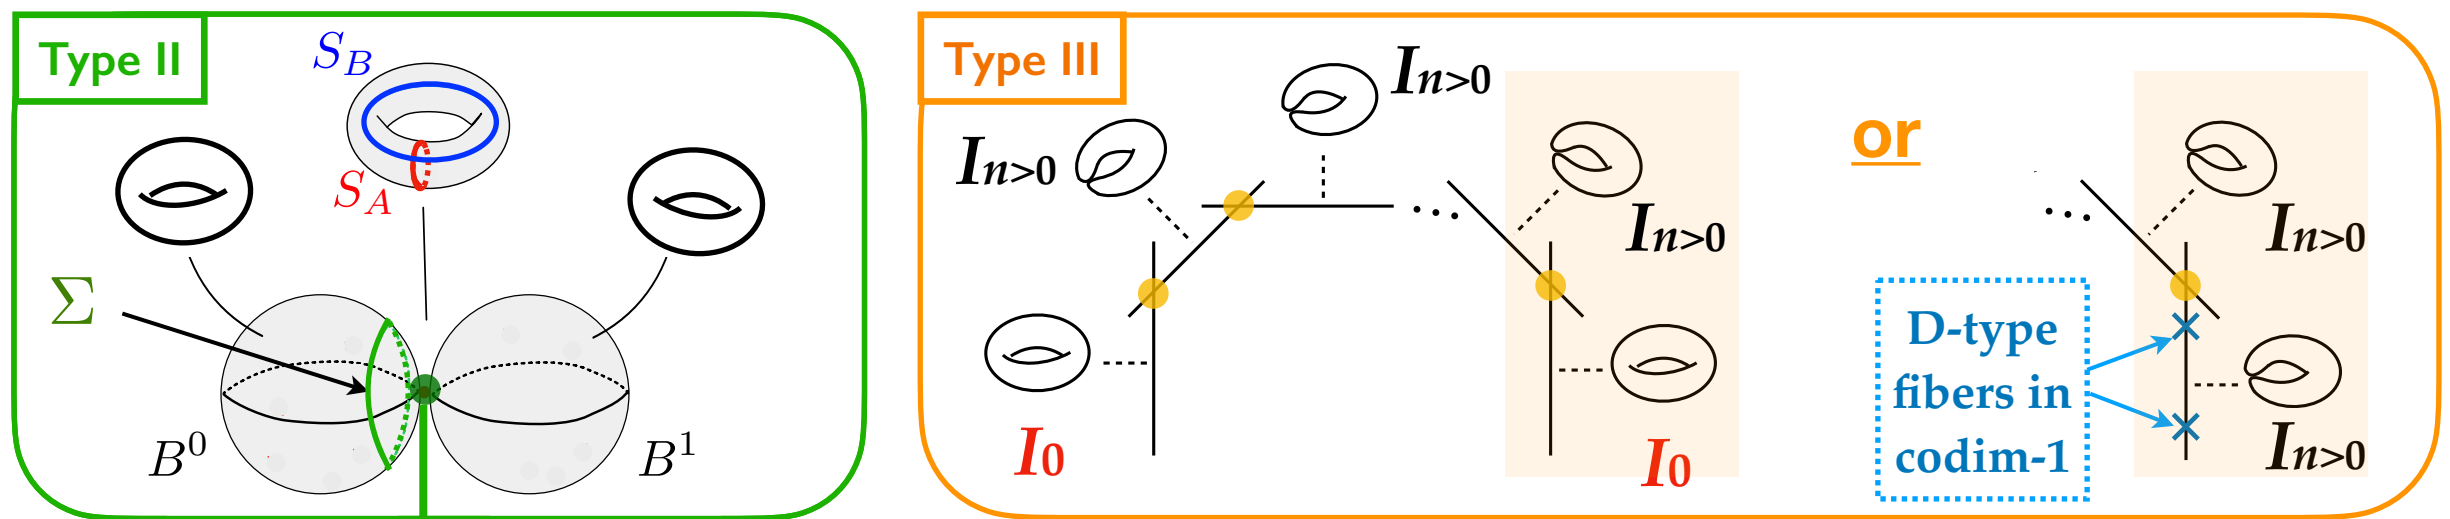 Type II
S_B
S_A
Σ
B^0
B^1
Type III
I_{n>0}
I_{n>0}
I_{n>0}
I_0
I_0
or
I_{n>0}
I_{n>0}
D-type
fibers in
codim-1